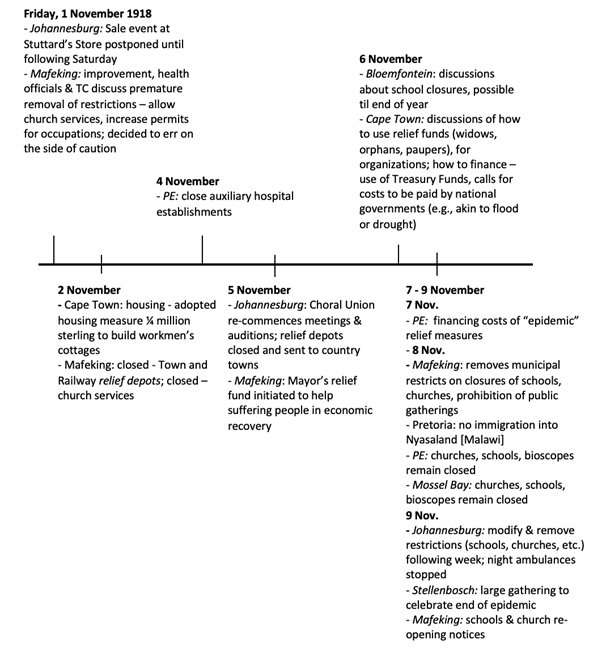 Friday, 1 November 1918
- Johannesburg: Sale event at
Stuttard's Store postponed until
following Saturday
- Mafeking: improvement, health
officials & TC discuss premature
removal of restrictions – allow
church services, increase permits
for occupations; decided to err on
the side of caution
4 November
- PE: close auxiliary hospital
establishments
6 November
- Bloemfontein: discussions
about school closures, possible
til end of year
- Cape Town: discussions of how
to use relief funds (widows,
orphans, paupers), for
organizations; how to finance –
use of Treasury Funds, calls for
costs to be paid by national
governments (e.g., akin to flood
or drought)
2 November
- Cape Town: housing - adopted
housing measure ¼ million
sterling to build workmen's
cottages
- Mafeking: closed - Town and
Railway relief depots; closed –
church services
5 November
- Johannesburg: Choral Union
re-commences meetings &
auditions; relief depots
closed and sent to country
towns
- Mafeking: Mayor's relief
fund initiated to help
suffering people in economic
recovery
7 - 9 November
7 Nov.
- PE: financing costs of "epidemic"
relief measures
- 8 Nov.
- Mafeking: removes municipal
restricts on closures of schools,
churches, prohibition of public
gatherings
- Pretoria: no immigration into
Nyasaland [Malawi]
- PE: churches, schools, bioscopes
remain closed
- Mossel Bay: churches, schools,
bioscopes remain closed
9 Nov.
- Johannesburg: modify & remove
restrictions (schools, churches, etc.)
following week; night ambulances
stopped
- Stellenbosch: large gathering to
celebrate end of epidemic
- Mafeking: schools & church re-
opening notices